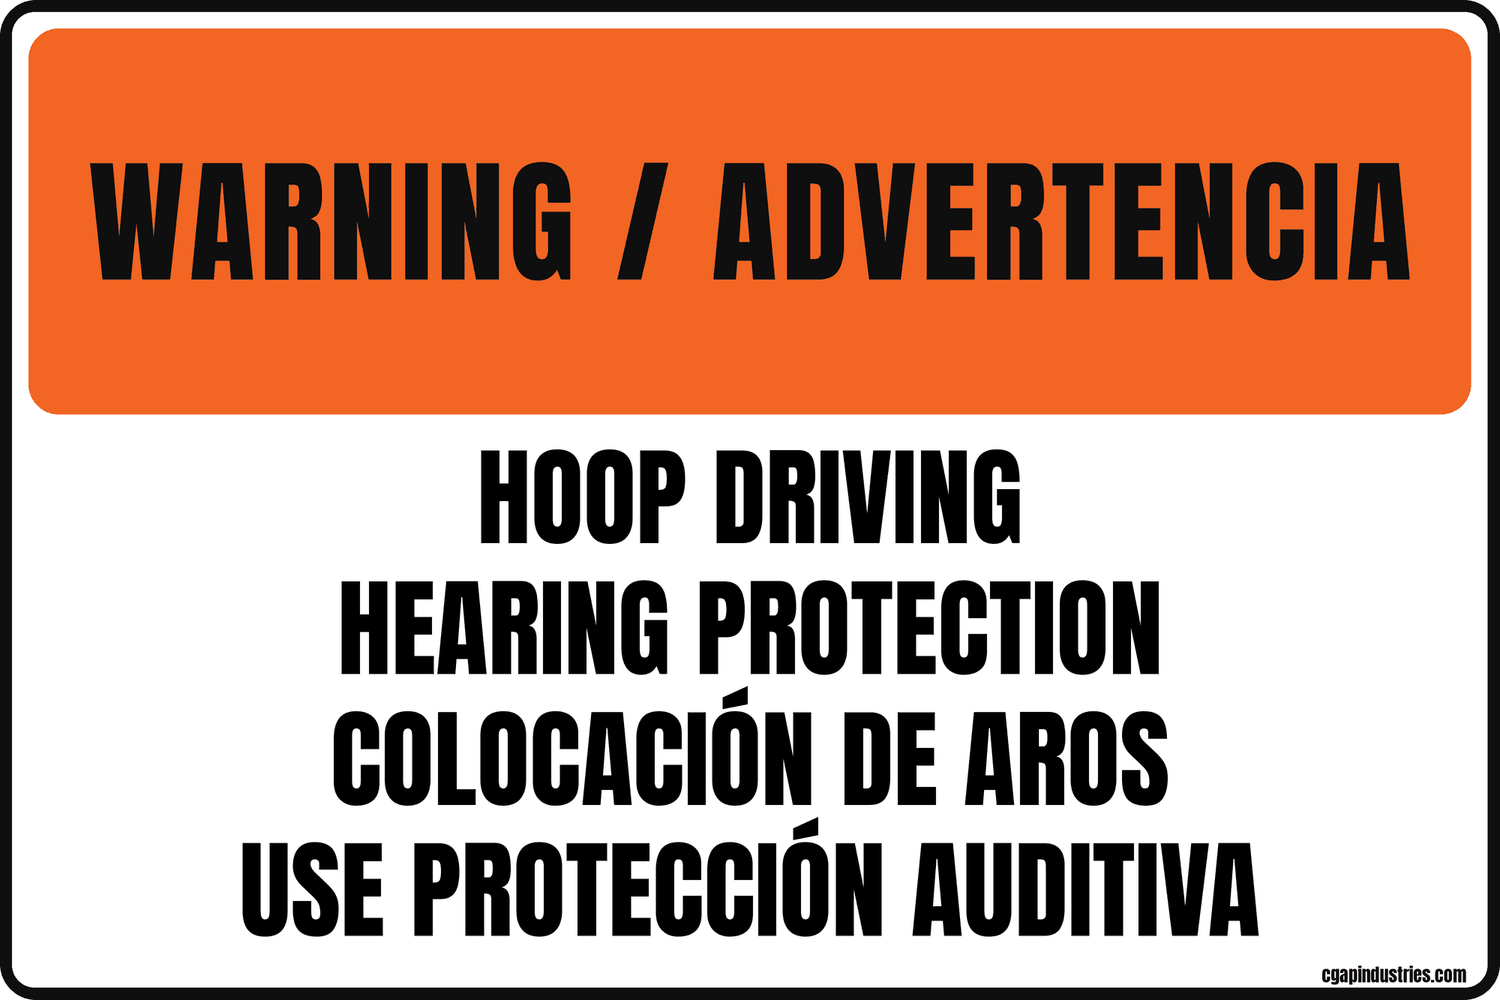 WARNING / ADVERTENCIA
HOOP DRIVING
HEARING PROTECTION
COLOCACIÓN DE AROS
USE PROTECCIÓN AUDITIVA
cgapindustries.com